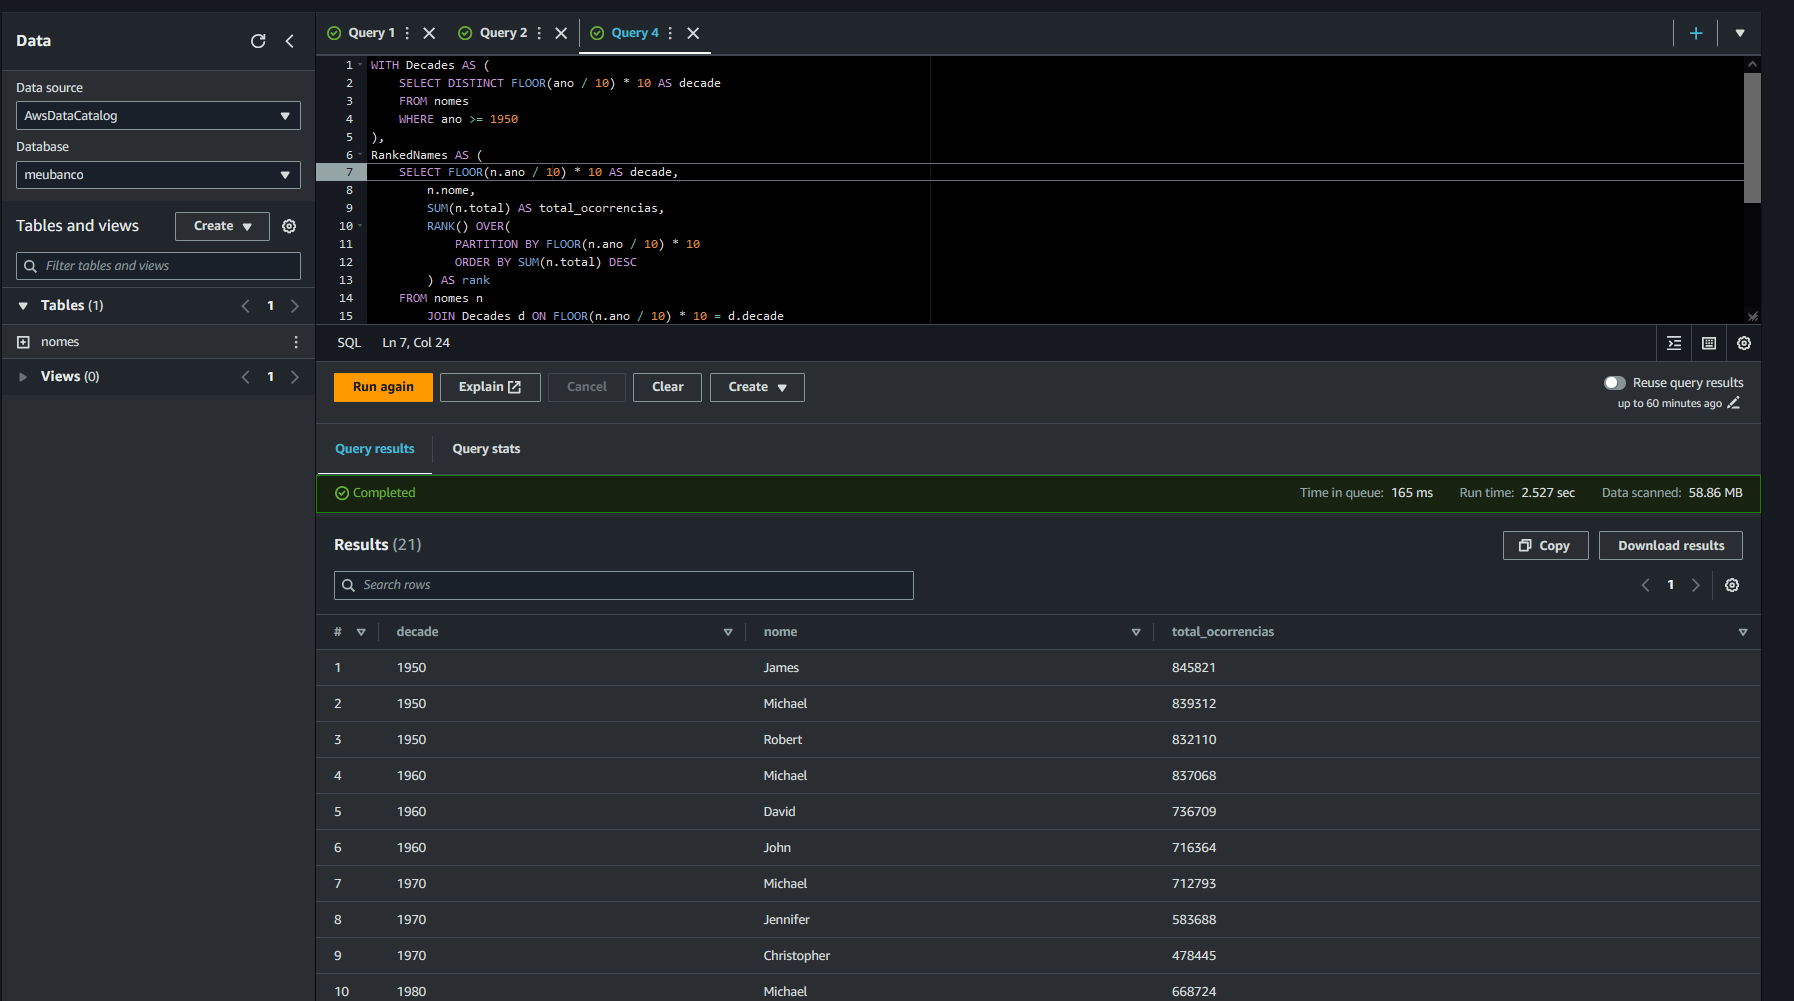 Data
Data source
AwsDataCatalog
Database
meubanco
Tables and views
Create
Filter tables and views
Tables (1)
1
nomes
Views (0)
1
Query 1
Query 2
Query 4
1 WITH Decades AS (
2 SELECT DISTINCT FLOOR(ano / 10) * 10 AS decade
3 FROM nomes
4 WHERE ano >= 1950
5 ),
6 RankedNames AS (
7 SELECT FLOOR(n.ano / 10) * 10 AS decade,
8 n.nome,
9 SUM(n.total) AS total_ocorrencias,
10 RANK() OVER(
11 PARTITION BY FLOOR(n.ano / 10) * 10
12 ORDER BY SUM(n.total) DESC
13 ) AS rank
14 FROM nomes n
15 JOIN Decades d ON FLOOR(n.ano / 10) * 10 = d.decade
SQL Ln 7, Col 24
Run again Explain Cancel Clear Create
Reuse query results
up to 60 minutes ago
Query results Query stats
Completed Time in queue: 165 ms Run time: 2.527 sec Data scanned: 58.86 MB
Results (21) Copy Download results
Search rows 1
# decade nome total_ocorrencias
1 1950 James 845821
2 1950 Michael 839312
3 1950 Robert 832110
4 1960 Michael 837068
5 1960 David 736709
6 1960 John 716364
7 1970 Michael 712793
8 1970 Jennifer 583688
9 1970 Christopher 478445
10 1980 Michael 668724